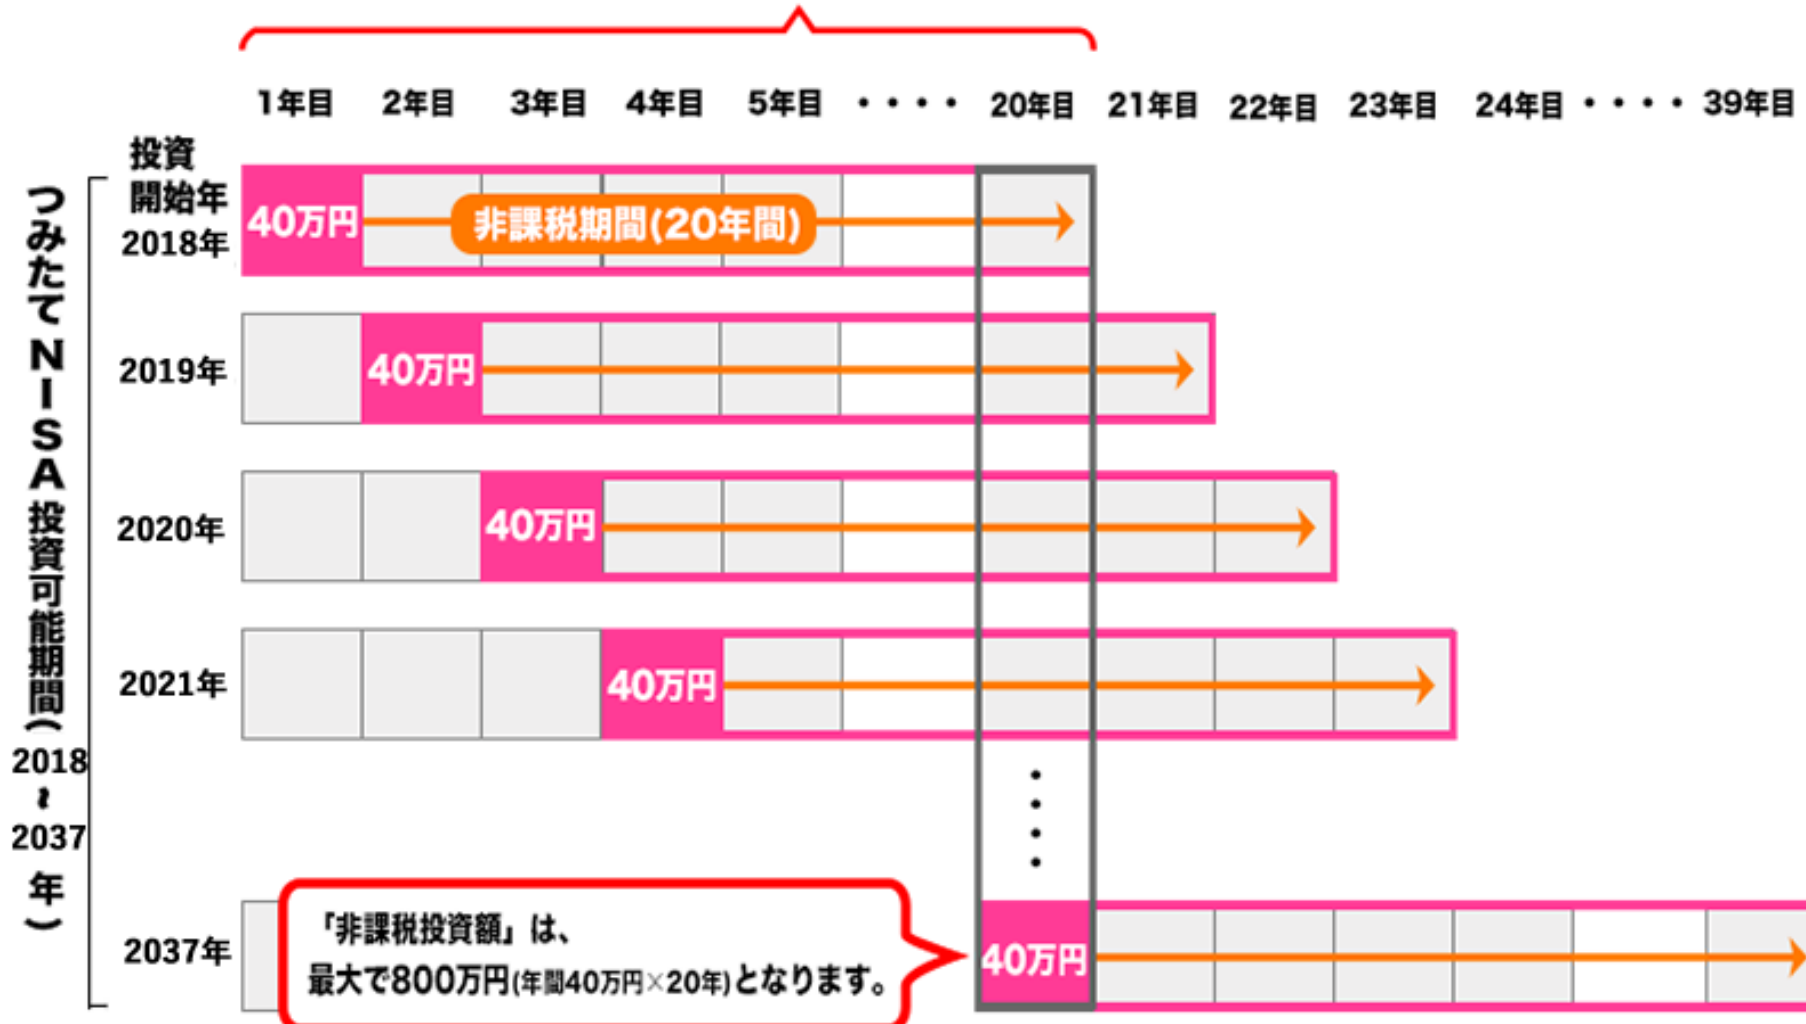 1年目 2年目 3年目 4年目 5年目 ・・・・ 20年目 21年目 22年目 23年目 24年目 ・・・・ 39年目
つみたてNISA投資可能期間(2018~2037年)
投資
開始年
2018年 40万円 非課税期間(20年間)
2019年 40万円
2020年 40万円
2021年 40万円
・・・・
2037年 40万円
「非課税投資額」は、
最大で800万円(年間40万円×20年)となります。